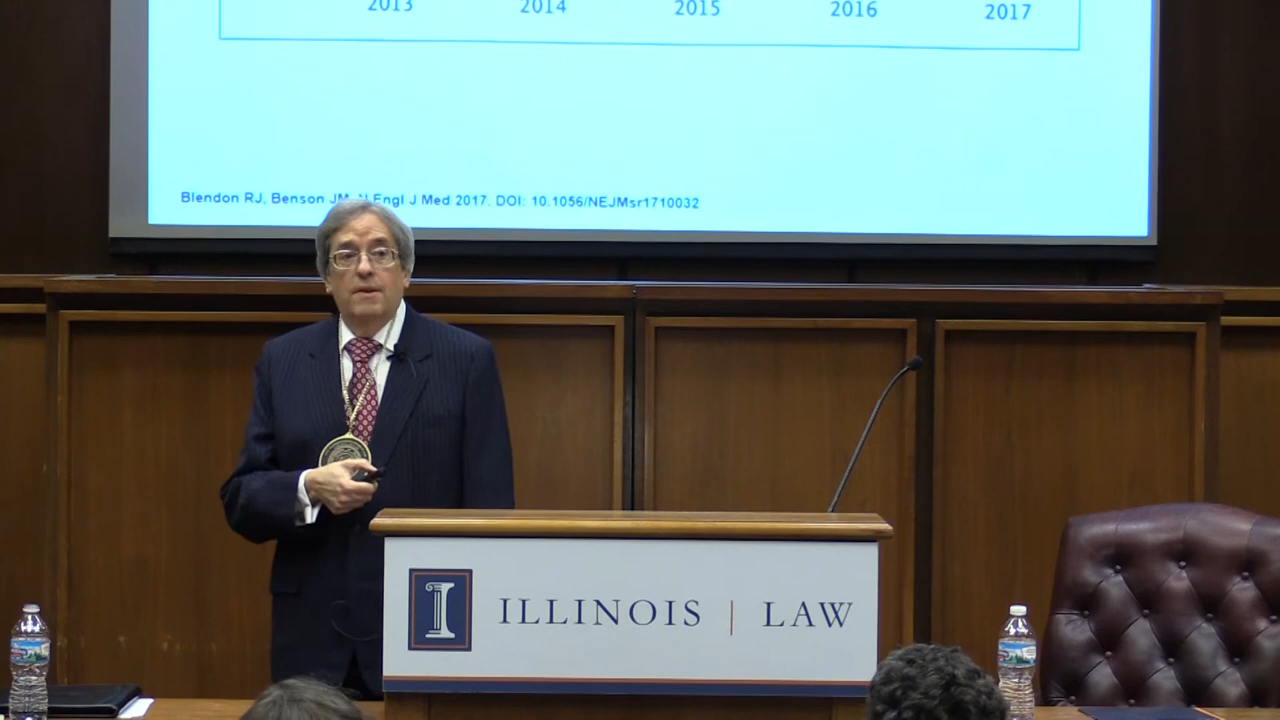 2013 2014 2015 2016 2017
Blendon RJ, Benson JM. N Engl J Med 2017. DOI: 10.1056/NEJMsr1710032
ILLINOIS | LAW